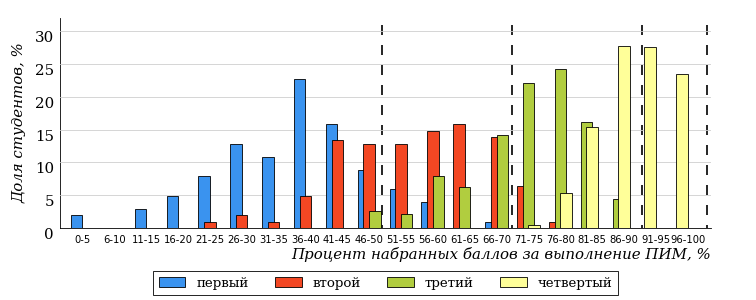 Доля студентов, %
30
25
20
15
10
5
0
0-5 6-10 11-15 16-20 21-25 26-30 31-35 36-40 41-45 46-50 51-55 56-60 61-65 66-70 71-75 76-80 81-85 86-90 91-95 96-100
Процент набранных баллов за выполнение ПИМ, %
первый второй третий четвертый